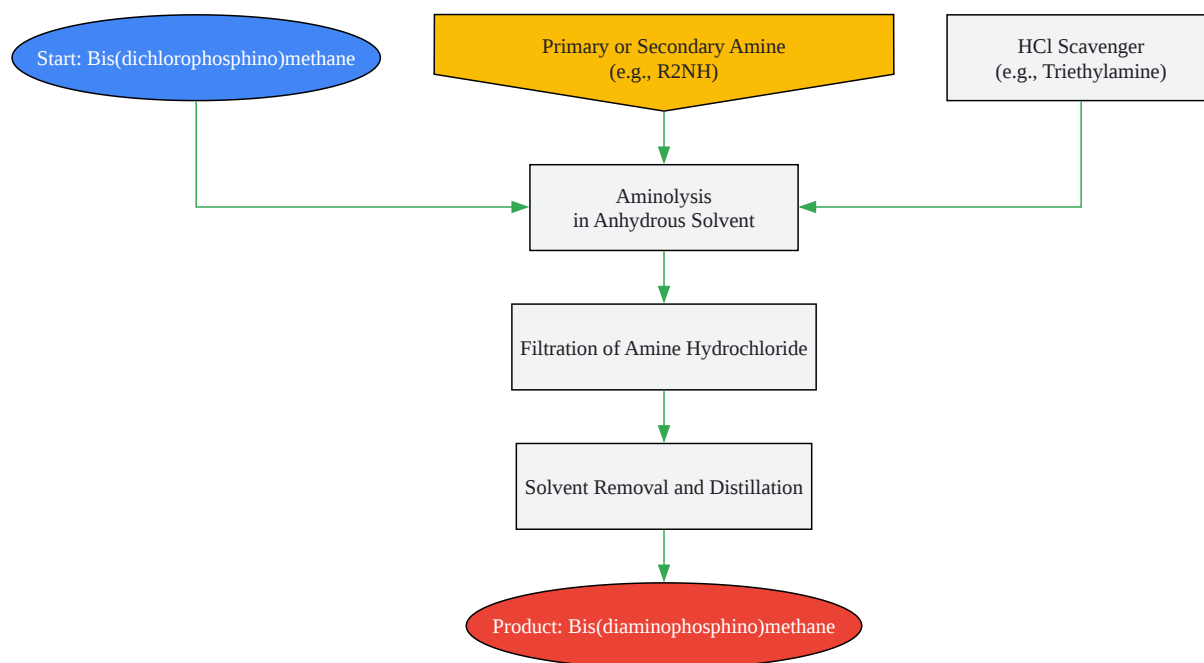 Start: Bis(dichlorophosphino)methane
Primary or Secondary Amine
(e.g., R2NH)
HCl Scavenger
(e.g., Triethylamine)
Aminolysis
in Anhydrous Solvent
Filtration of Amine Hydrochloride
Solvent Removal and Distillation
Product: Bis(diaminophosphino)methane